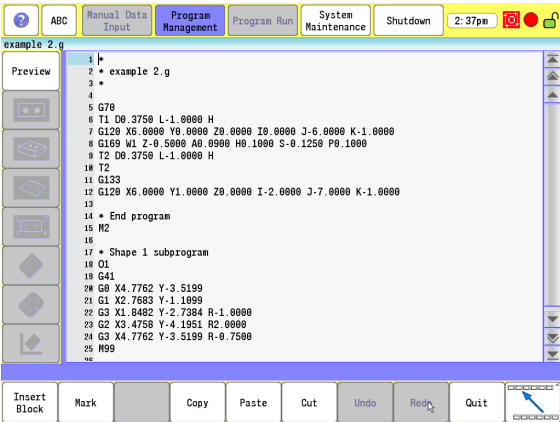 ?
ABC
Manual Data
Input
Program
Management
Program Run
System
Maintenance
Shutdown
2:37pm
example 2.g
Preview
1 *
2 * example 2.g
3 *
4
5 G70
6 T1 D0.3750 L-1.0000 H
7 G120 X6.0000 Y0.0000 Z0.0000 I0.0000 J-6.0000 K-1.0000
8 G169 W1 Z-0.5000 A0.0900 H0.1000 S-0.1250 P0.1000
9 T2 D0.3750 L-1.0000 H
10 T2
11 G133
12 G120 X6.0000 Y1.0000 Z0.0000 I-2.0000 J-7.0000 K-1.0000
13
14 * End program
15 M2
16
17 * Shape 1 subprogram
18 O1
19 G41
20 G0 X4.7762 Y-3.5199
21 G1 X2.7683 Y-1.1099
22 G3 X1.8482 Y-2.7384 R-1.0000
23 G2 X3.4758 Y-4.1951 R2.0000
24 G3 X4.7762 Y-3.5199 R-0.7500
25 M99
26
Insert
Block
Mark
Copy
Paste
Cut
Undo
Redo
Quit